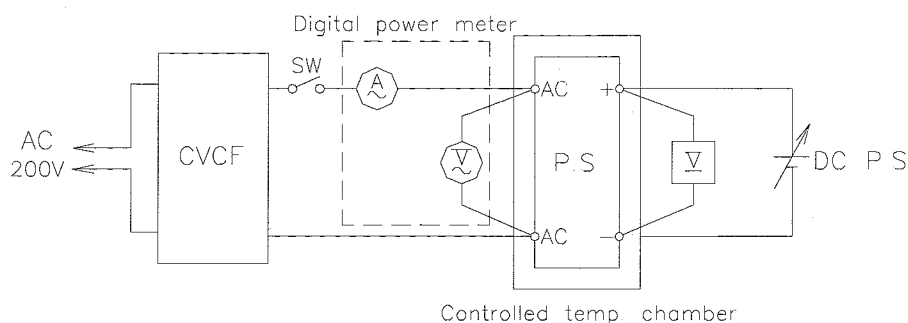 Digital power meter
SW
A
AC +
AC
200V
CVCF
V
P.S
V
DC P S
AC −
Controlled temp. chamber